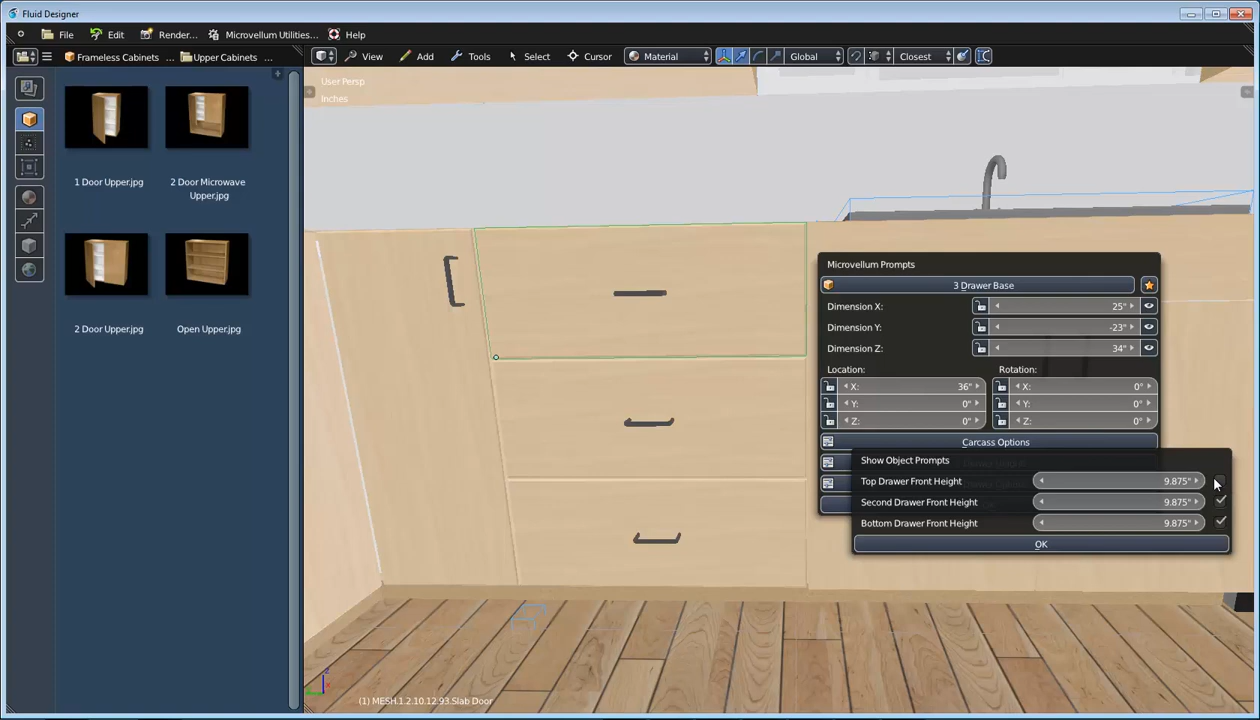 Fluid Designer
File Edit Render... Microvellum Utilities... Help
Frameless Cabinets ... Upper Cabinets ... View Add Tools Select Cursor Material Global Closest
User Persp
Inches
1 Door Upper.jpg
2 Door Microwave Upper.jpg
2 Door Upper.jpg
Open Upper.jpg
Microvellum Prompts
3 Drawer Base
Dimension X: 25"
Dimension Y: -23"
Dimension Z: 34"
Location: Rotation:
X: 36" X: 0°
Y: 0" Y: 0°
Z: 0" Z: 0°
Carcass Options
Show Object Prompts
Top Drawer Front Height 9.875"
Second Drawer Front Height 9.875"
Bottom Drawer Front Height 9.875"
OK
(1) MESH.1.2.10.12.93.Slab Door